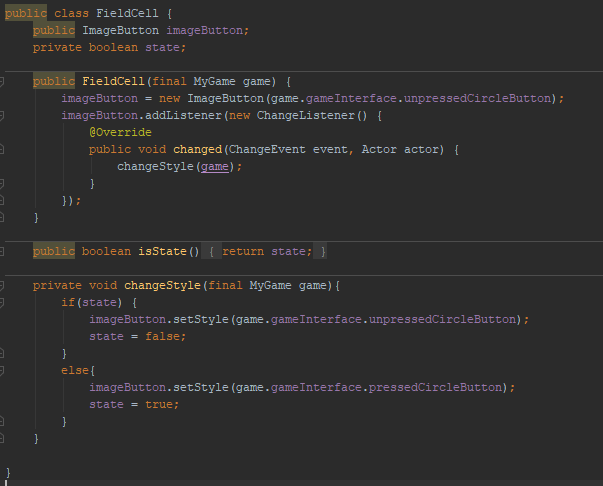 public class FieldCell {
    public ImageButton imageButton;
    private boolean state;
    public FieldCell(final MyGame game) {
        imageButton = new ImageButton(game.gameInterface.unpressedCircleButton);
        imageButton.addListener(new ChangeListener() {
            @Override
            public void changed(ChangeEvent event, Actor actor) {
                changeStyle(game);
            }
        });
    }
    public boolean isState() { return state; }
    private void changeStyle(final MyGame game){
        if(state) {
            imageButton.setStyle(game.gameInterface.unpressedCircleButton);
            state = false;
        }
        else{
            imageButton.setStyle(game.gameInterface.pressedCircleButton);
            state = true;
        }
    }
}